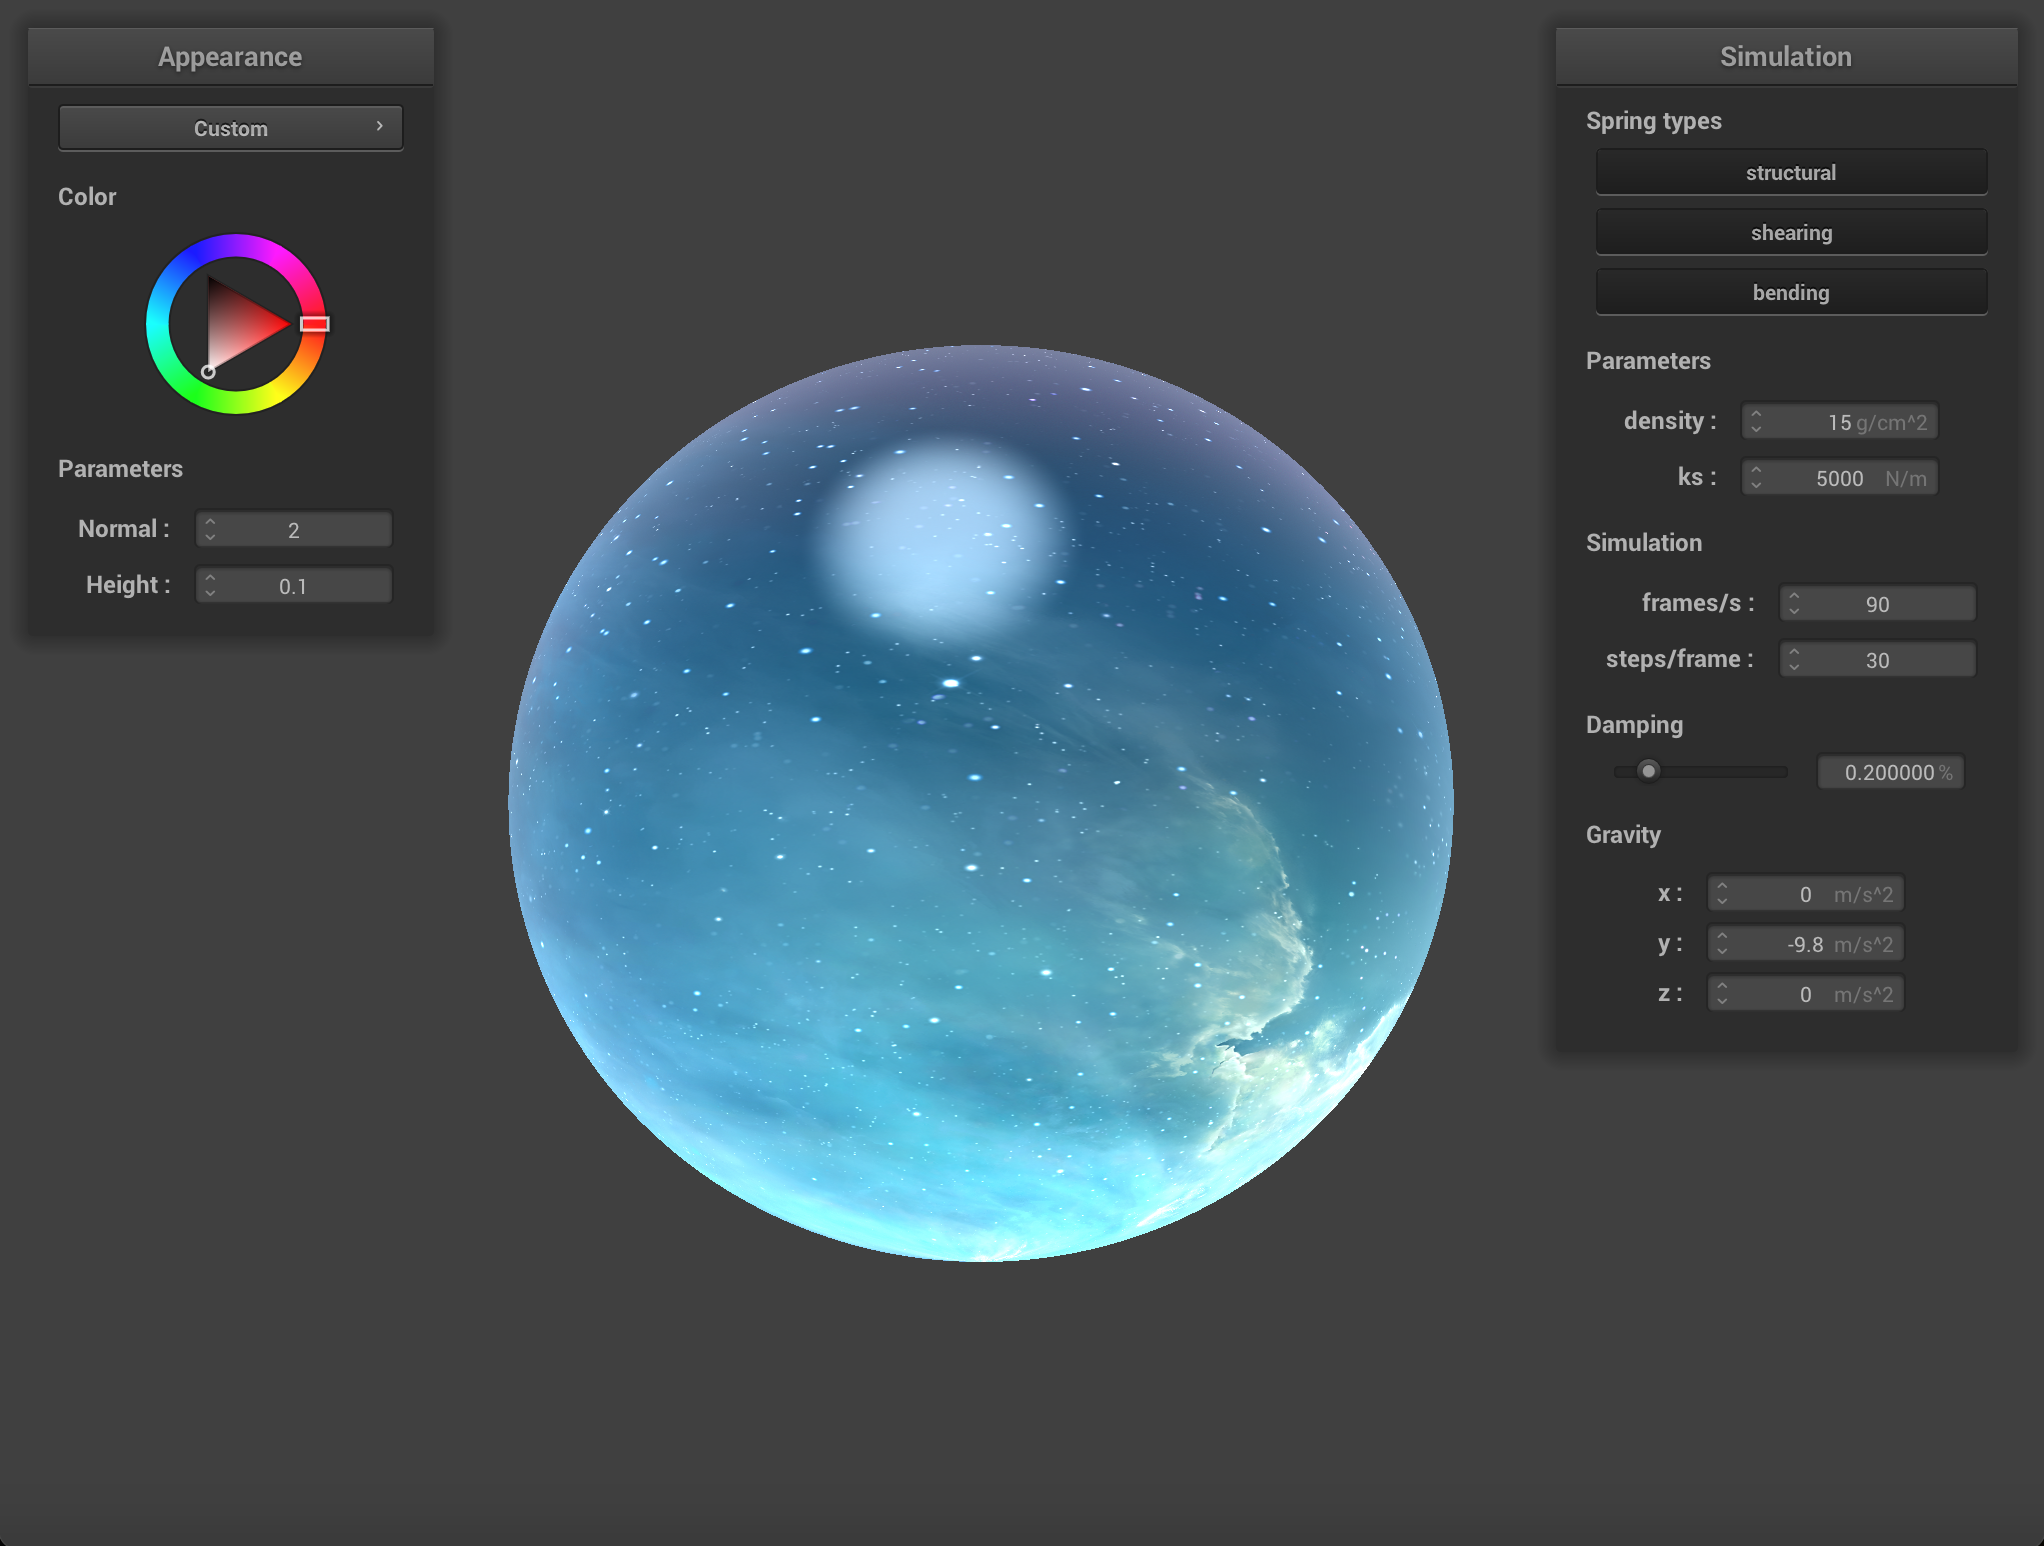 Appearance
Custom
Color
Parameters
Normal : 2
Height : 0.1
Simulation
Spring types
structural
shearing
bending
Parameters
density : 15 g/cm^2
ks : 5000 N/m
Simulation
frames/s : 90
steps/frame : 30
Damping
0.200000 %
Gravity
x : 0 m/s^2
y : -9.8 m/s^2
z : 0 m/s^2